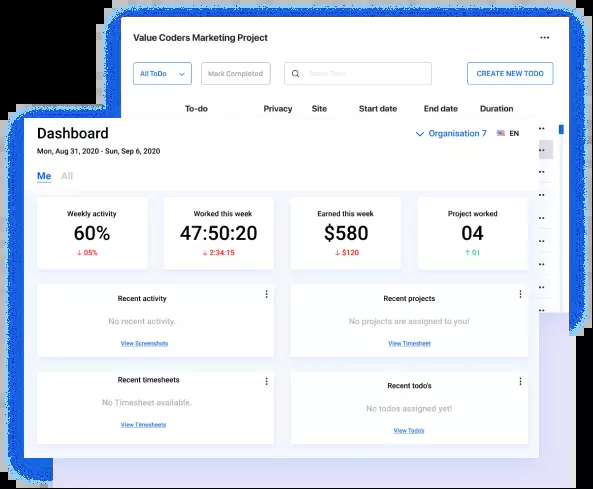 Value Coders Marketing Project
All ToDo
Mark Completed
CREATE NEW TODO
To-do Privacy Site Start date End date Duration
Dashboard
Organisation 7
EN
Mon, Aug 31, 2020 - Sun, Sep 6, 2020
Me All
Weekly activity
60%
↓ 05%
Worked this week
47:50:20
↓ 2:34:15
Earned this week
$580
↓ $120
Project worked
04
↑ 01
Recent activity
No recent activity.
View Screenshots
Recent projects
No projects are assigned to you!
View Timesheet
Recent timesheets
No Timesheet available.
View Timesheets
Recent todo's
No todos assigned yet!
View Todo's